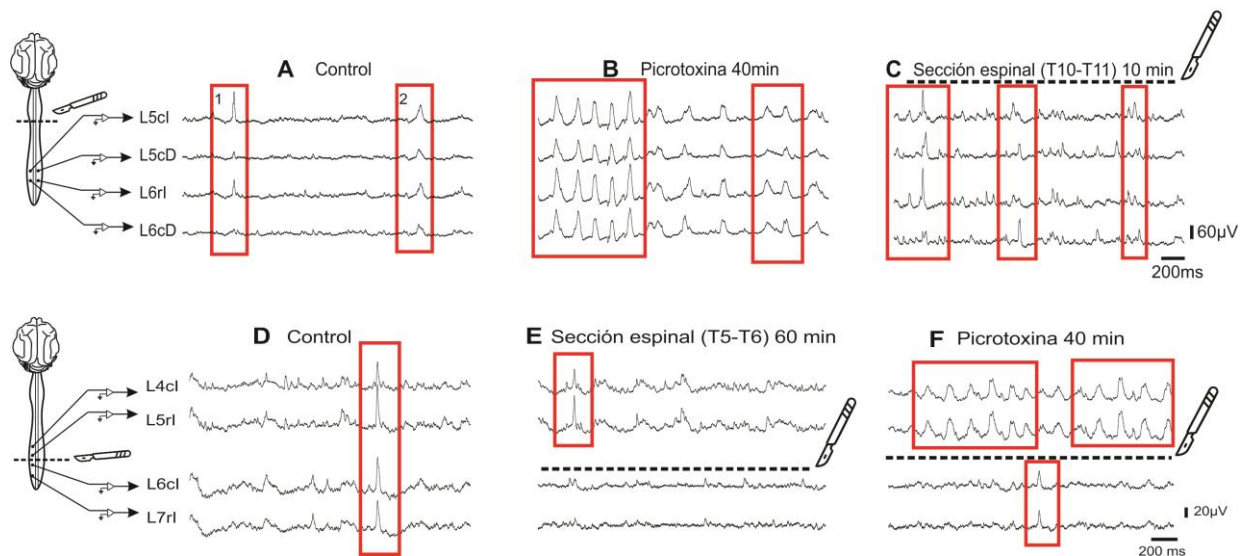 A Control
B Picrotoxina 40min
C Sección espinal (T10-T11) 10 min
1
2
L5cI
L5cD
L6rI
L6cD
60µV
200ms
D Control
E Sección espinal (T5-T6) 60 min
F Picrotoxina 40 min
L4cI
L5rI
L6cI
L7rI
20µV
200 ms